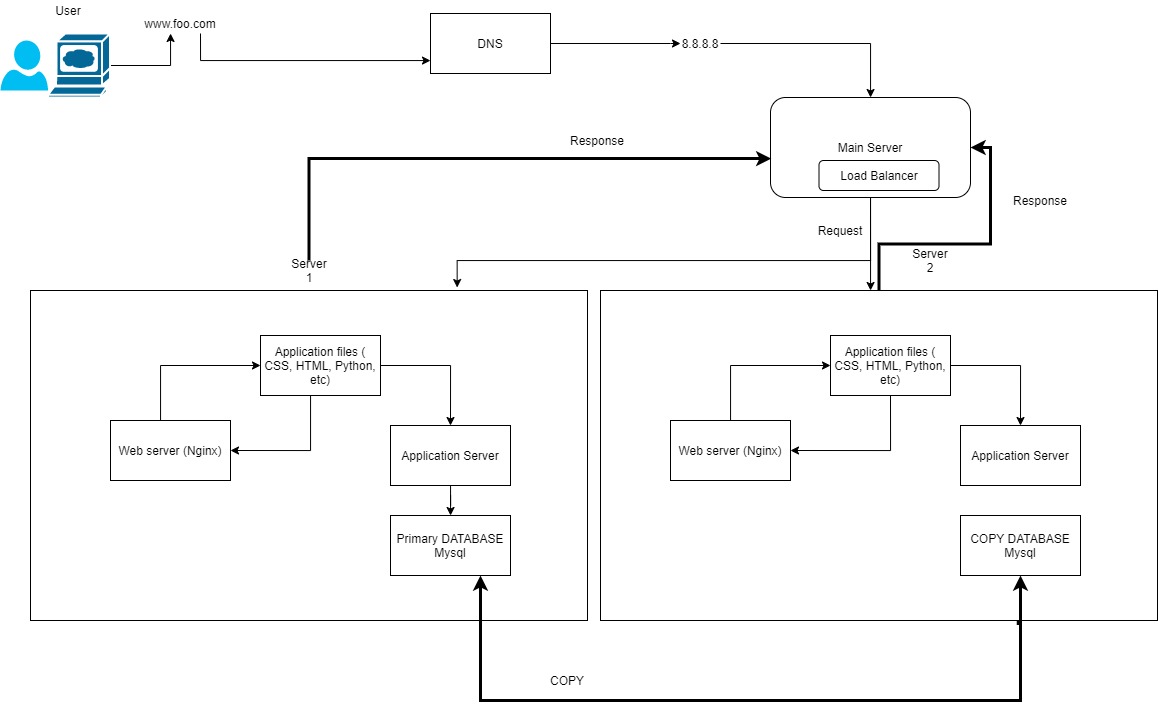 User
www.foo.com
DNS
8.8.8.8
Main Server
Load Balancer
Response
Response
Request
Server
1
Server
2
Application files (
CSS, HTML, Python,
etc)
Web server (Nginx)
Application Server
Primary DATABASE
Mysql
Application files (
CSS, HTML, Python,
etc)
Web server (Nginx)
Application Server
COPY DATABASE
Mysql
COPY